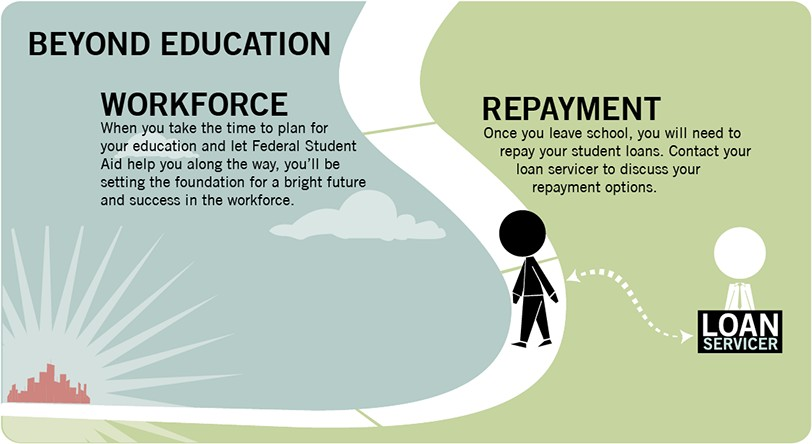 BEYOND EDUCATION
WORKFORCE
When you take the time to plan for
your education and let Federal Student
Aid help you along the way, you'll be
setting the foundation for a bright future
and success in the workforce.
REPAYMENT
Once you leave school, you will need to
repay your student loans. Contact your
loan servicer to discuss your
repayment options.
LOAN
SERVICER